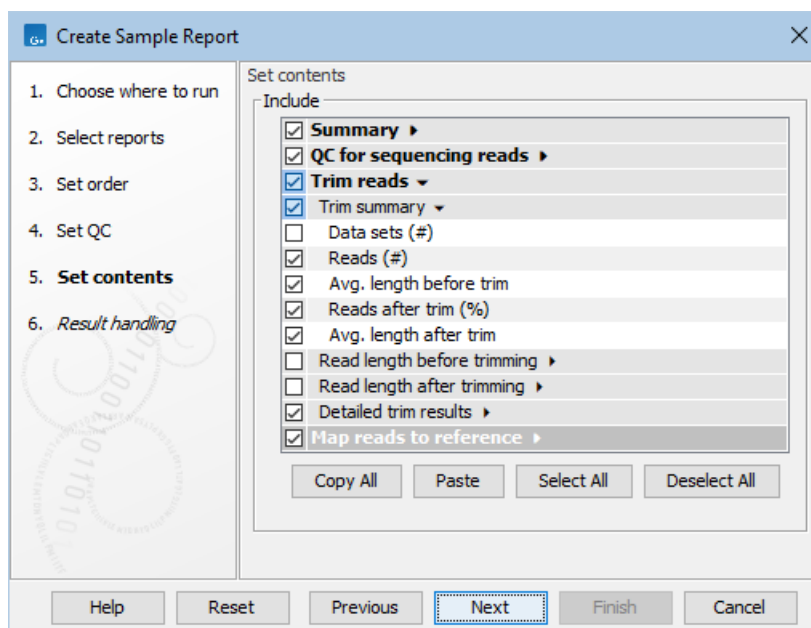 Create Sample Report
1. Choose where to run
2. Select reports
3. Set order
4. Set QC
5. Set contents
6. Result handling
Set contents
Include
Summary
QC for sequencing reads
Trim reads
Trim summary
Data sets (#)
Reads (#)
Avg. length before trim
Reads after trim (%)
Avg. length after trim
Read length before trimming
Read length after trimming
Detailed trim results
Map reads to reference
Copy All
Paste
Select All
Deselect All
Help
Reset
Previous
Next
Finish
Cancel